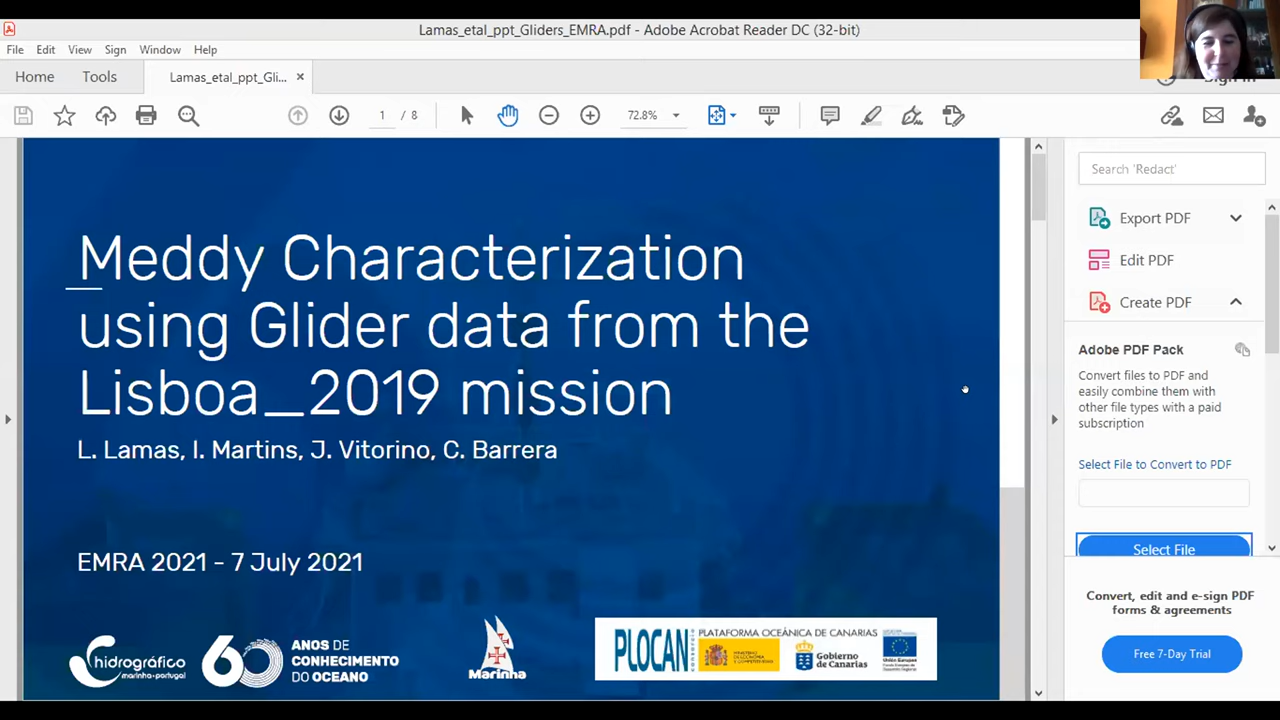 Lamas_etal_ppt_Gliders_EMRA.pdf - Adobe Acrobat Reader DC (32-bit)
File Edit View Sign Window Help
Home Tools Lamas_etal_ppt_Gli... ×
1 / 8 72.8%
Meddy Characterization
using Glider data from the
Lisboa_2019 mission
L. Lamas, I. Martins, J. Vitorino, C. Barrera
EMRA 2021 - 7 July 2021
hidrográfico
marinha-portugal
60 ANOS DE
CONHECIMENTO
DO OCEANO
Marinha
PLOCAN
PLATAFORMA OCEÁNICA DE CANARIAS
Gobierno
de Canarias
Search 'Redact'
Export PDF
Edit PDF
Create PDF
Adobe PDF Pack
Convert files to PDF and
easily combine them with
other file types with a paid
subscription
Select File to Convert to PDF
Select File
Convert, edit and e-sign PDF
forms & agreements
Free 7-Day Trial